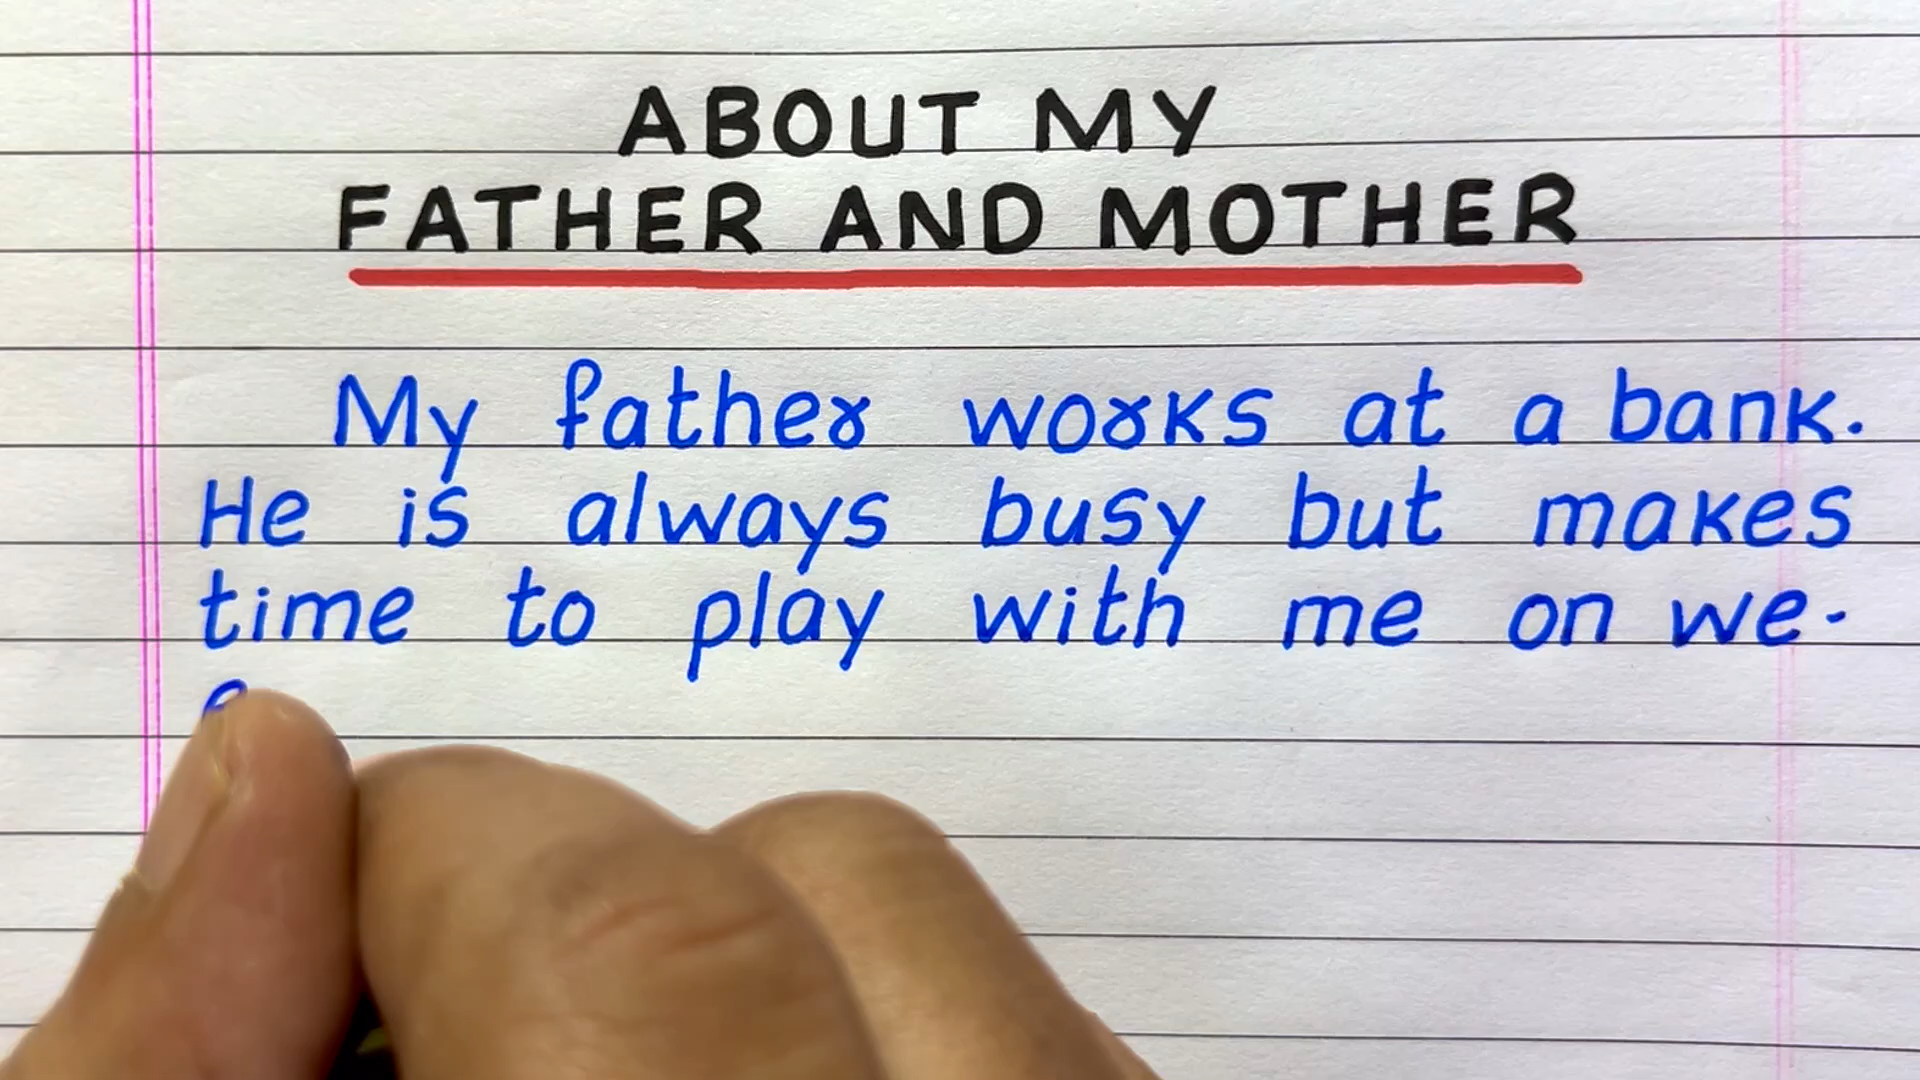 ABOUT MY
FATHER AND MOTHER
My father works at a bank.
He is always busy but makes
time to play with me on we-
e